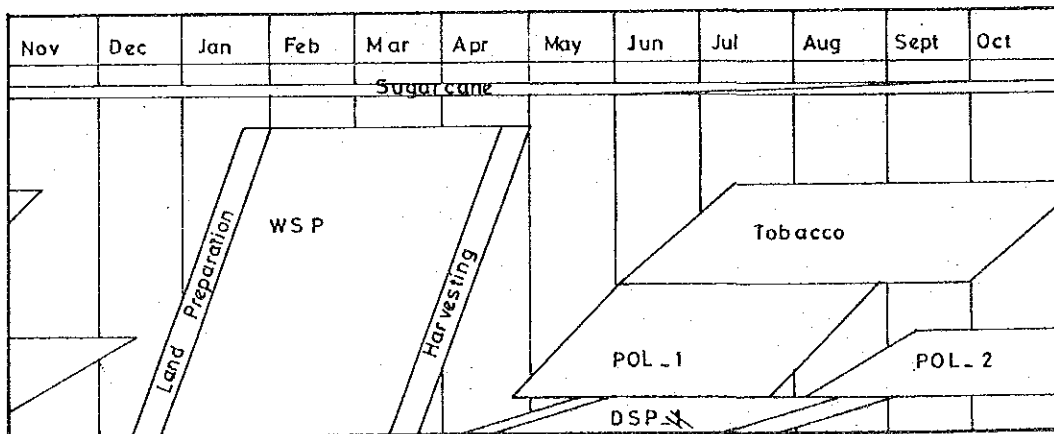 Nov Dec Jan Feb Mar Apr May Jun Jul Aug Sept Oct
Sugarcane
WSP
Land Preparation
Harvesting
Tobacco
POL_1
POL_2
DSP_1